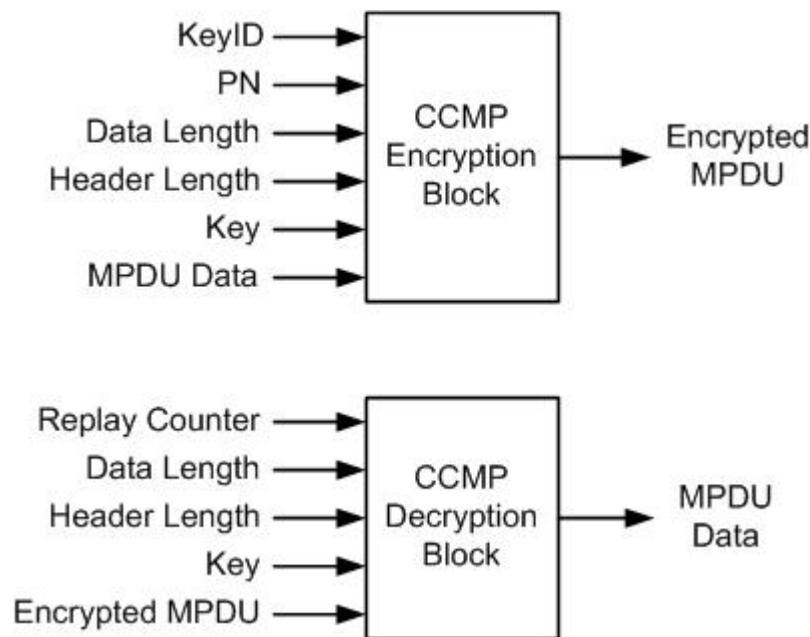 KeyID
PN
Data Length
Header Length
Key
MPDU Data
CCMP
Encryption
Block
Encrypted
MPDU
Replay Counter
Data Length
Header Length
Key
Encrypted MPDU
CCMP
Decryption
Block
MPDU
Data